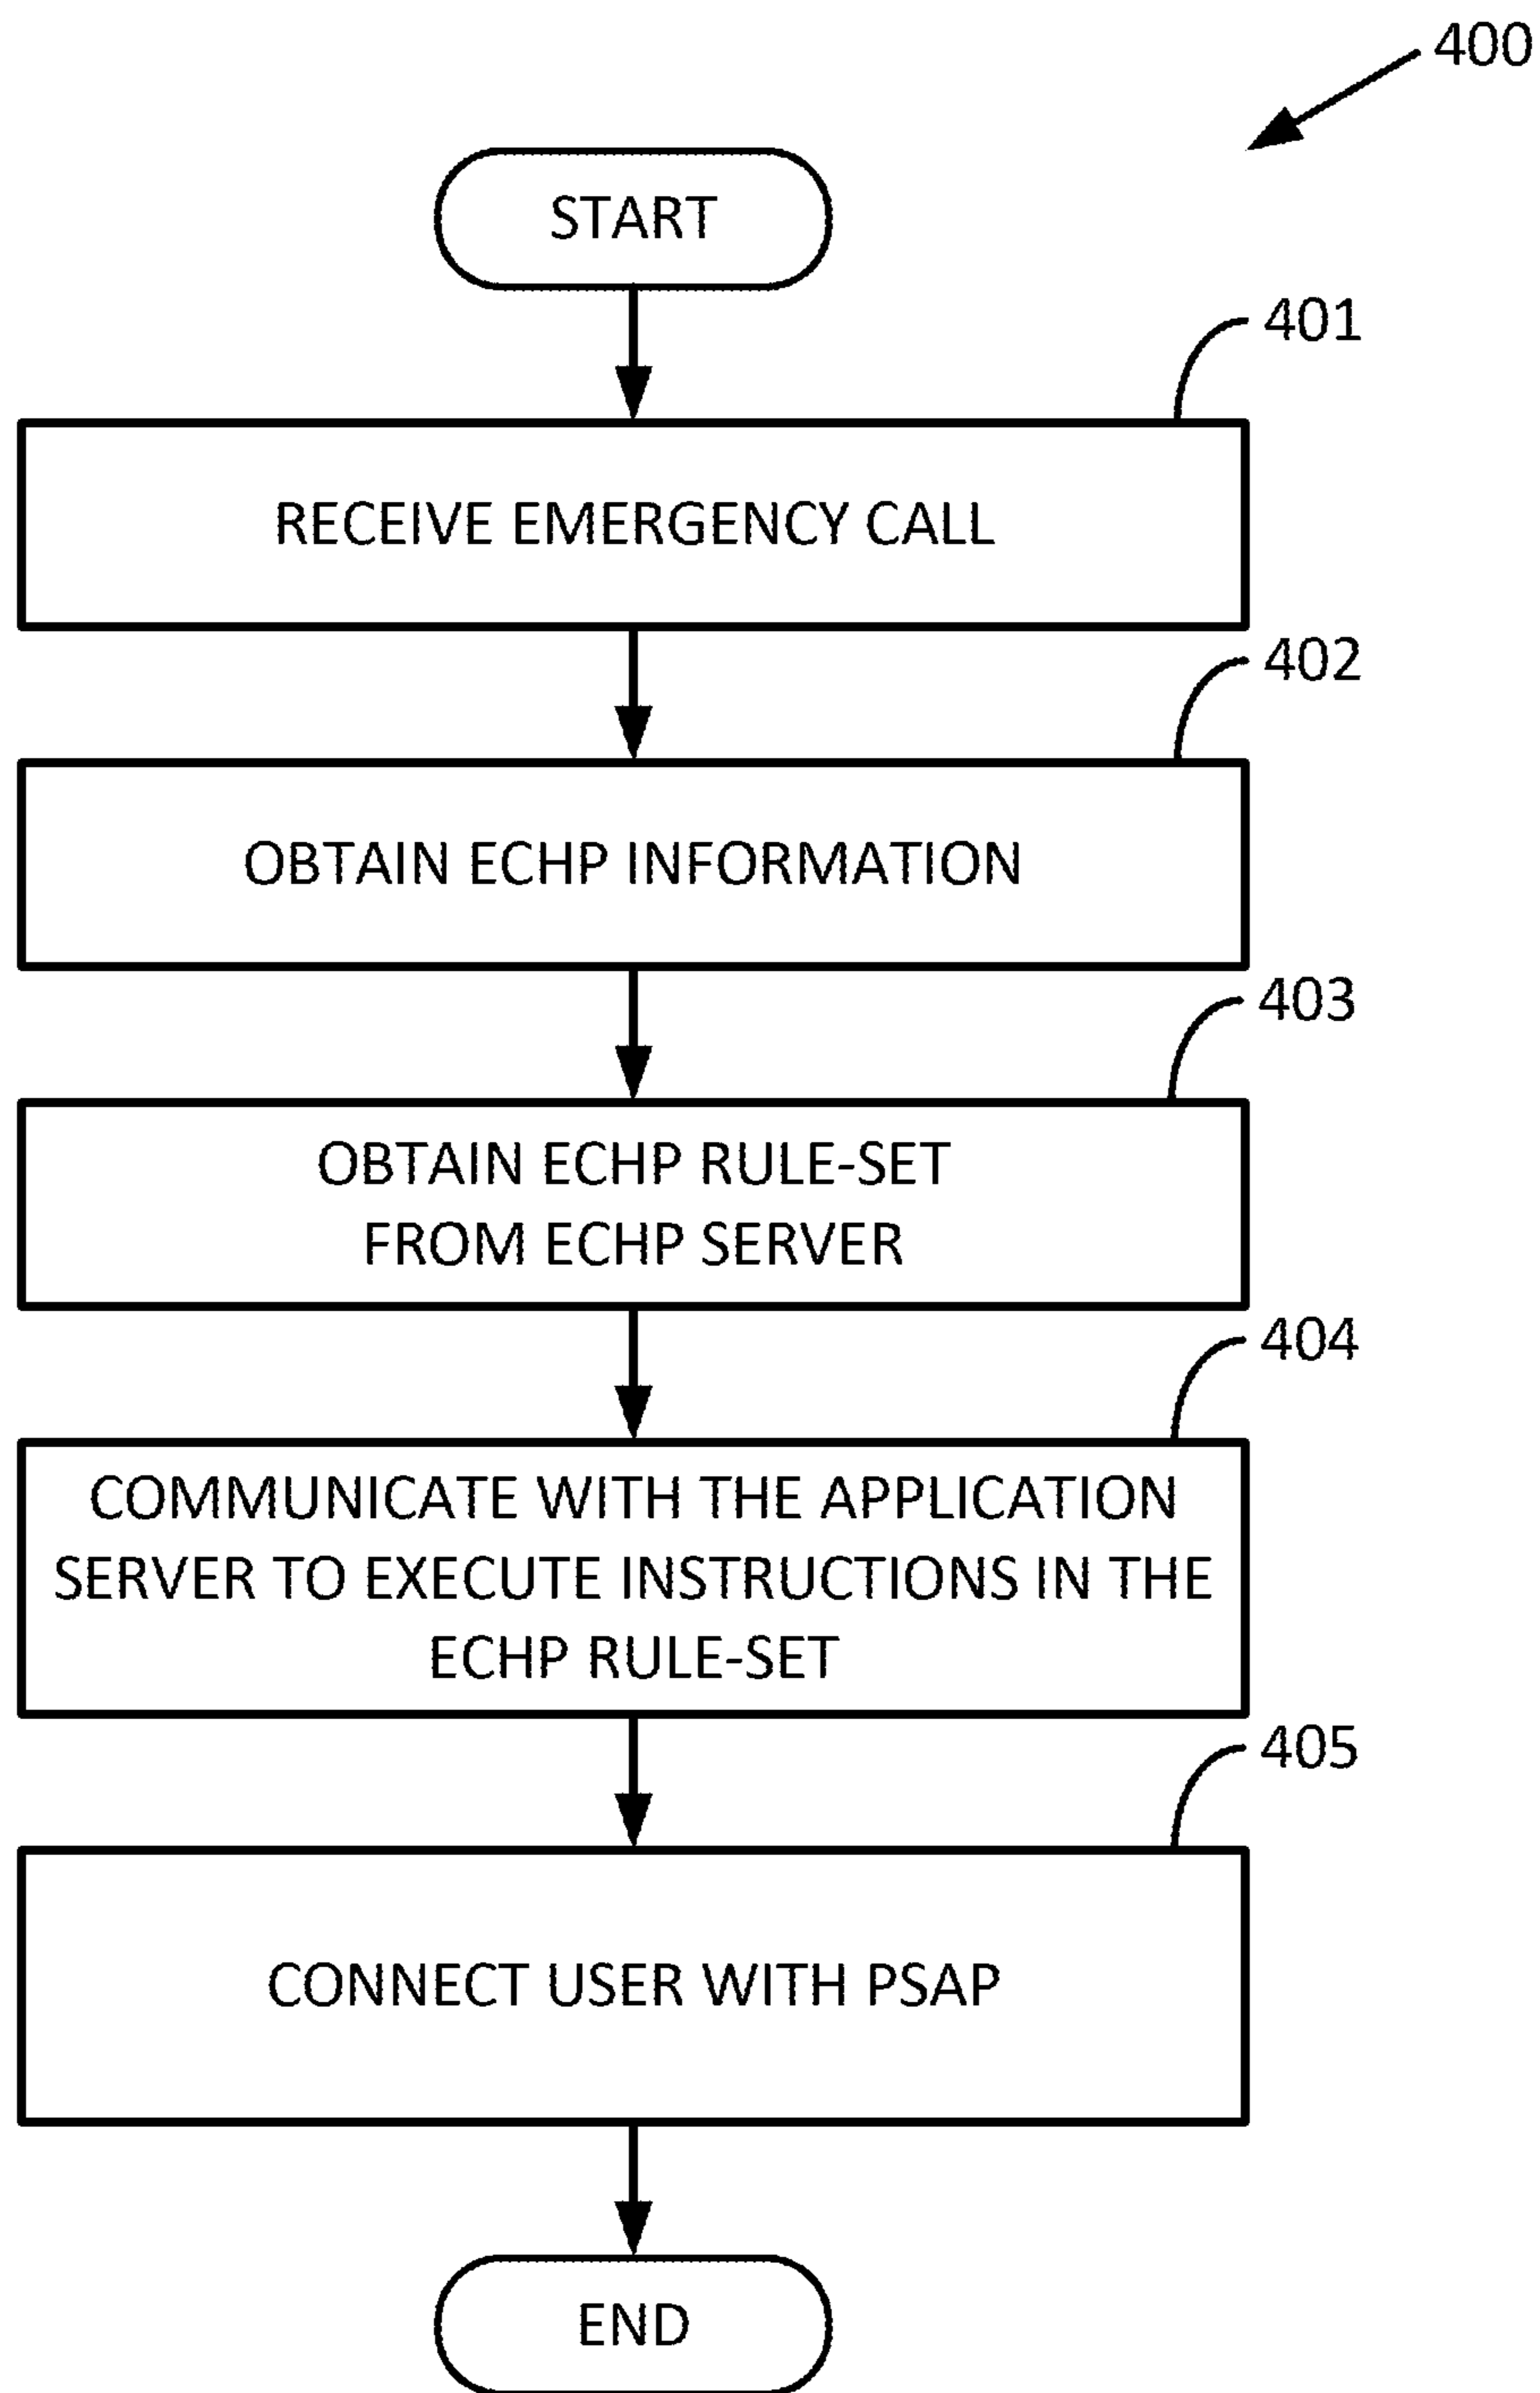 400
START
401
RECEIVE EMERGENCY CALL
402
OBTAIN ECHP INFORMATION
403
OBTAIN ECHP RULE-SET
FROM ECHP SERVER
404
COMMUNICATE WITH THE APPLICATION
SERVER TO EXECUTE INSTRUCTIONS IN THE
ECHP RULE-SET
405
CONNECT USER WITH PSAP
END